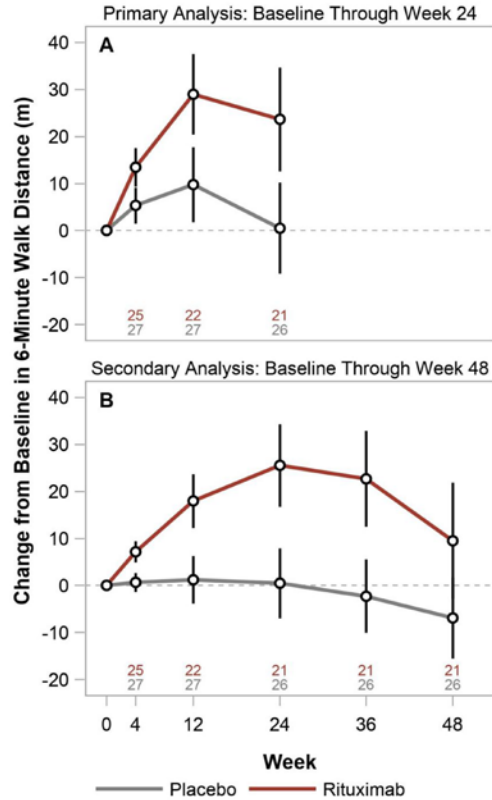 Primary Analysis: Baseline Through Week 24
A
40
30
20
10
0
-10
-20
25 22 21
27 27 26
Change from Baseline in 6-Minute Walk Distance (m)
Secondary Analysis: Baseline Through Week 48
B
40
30
20
10
0
-10
-20
25 22 21 21 21
27 27 26 26 26
0 4 12 24 36 48
Week
Placebo Rituximab